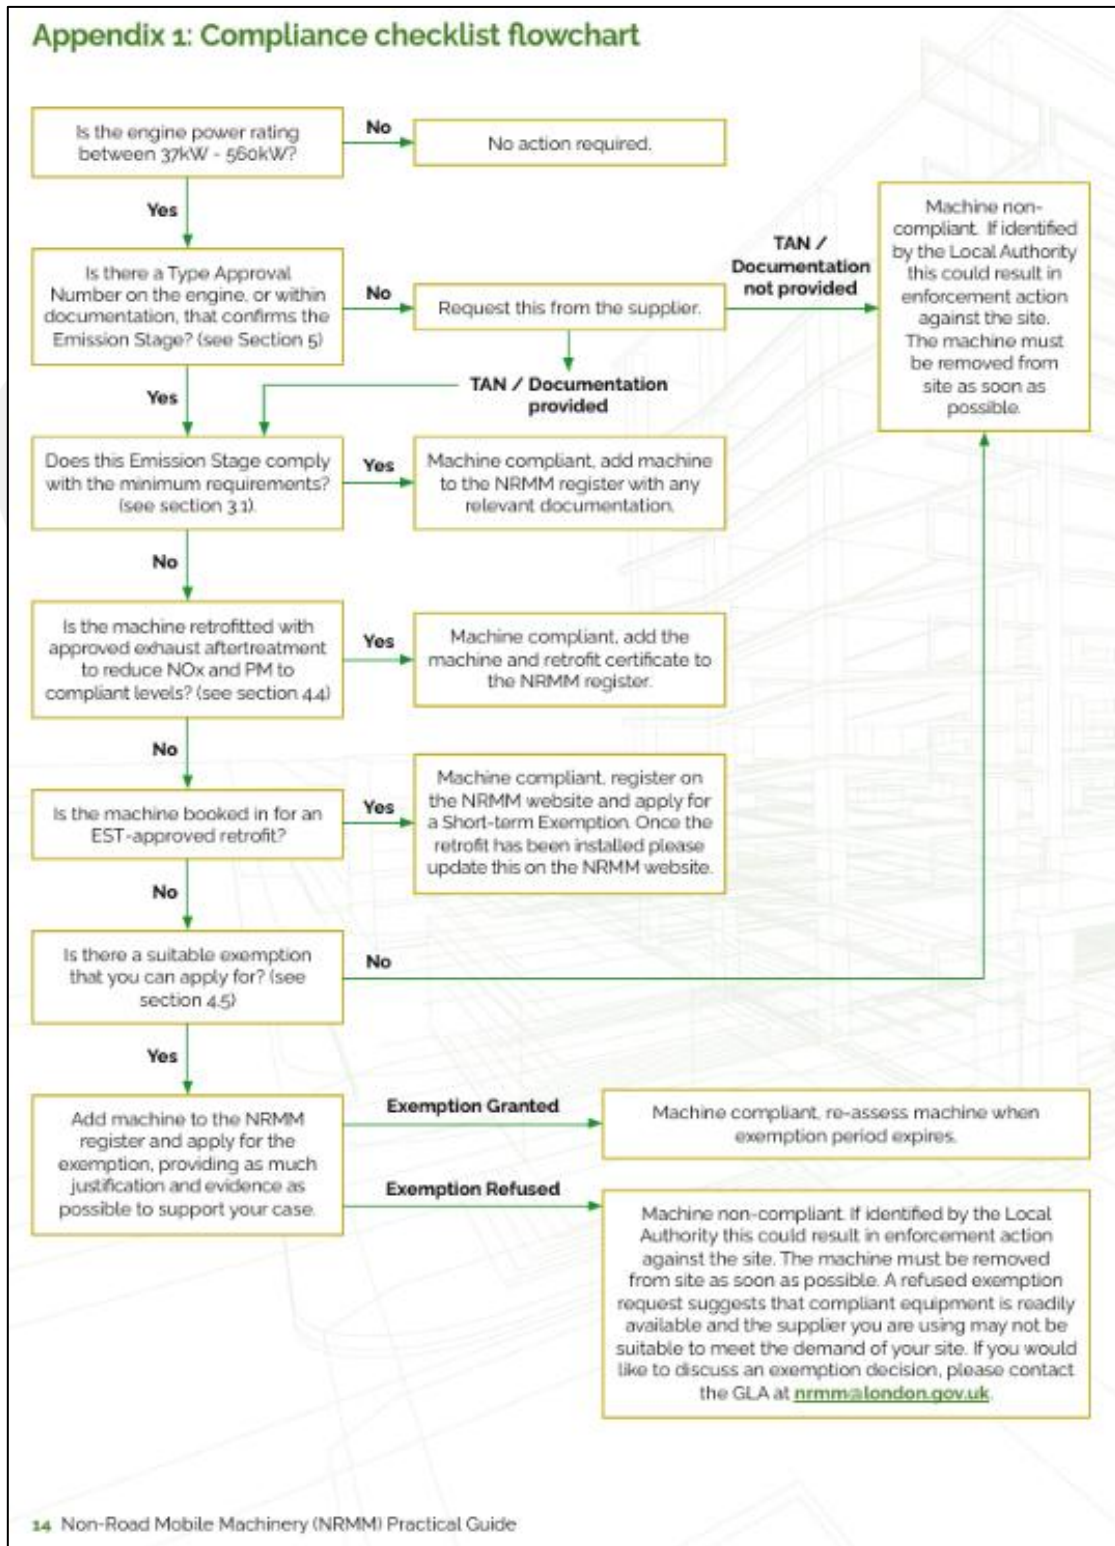 Appendix 1: Compliance checklist flowchart
Is the engine power rating
between 37kW - 560kW?
No
No action required.
Yes
Is there a Type Approval
Number on the engine, or within
documentation, that confirms the
Emission Stage? (see Section 5)
No
Request this from the supplier.
TAN /
Documentation
not provided
Machine non-
compliant. If identified
by the Local Authority
this could result in
enforcement action
against the site.
The machine must
be removed from
site as soon as
possible.
Yes
TAN / Documentation
provided
Does this Emission Stage comply
with the minimum requirements?
(see section 3.1).
Yes
Machine compliant, add machine
to the NRMM register with any
relevant documentation.
No
Is the machine retrofitted with
approved exhaust aftertreatment
to reduce NOx and PM to
compliant levels? (see section 4.4)
Yes
Machine compliant, add the
machine and retrofit certificate to
the NRMM register.
No
Is the machine booked in for an
EST-approved retrofit?
Yes
Machine compliant, register on
the NRMM website and apply for
a Short-term Exemption. Once the
retrofit has been installed please
update this on the NRMM website.
No
Is there a suitable exemption
that you can apply for? (see
section 4.5)
No
Yes
Add machine to the NRMM
register and apply for the
exemption, providing as much
justification and evidence as
possible to support your case.
Exemption Granted
Machine compliant, re-assess machine when
exemption period expires.
Exemption Refused
Machine non-compliant. If identified by the Local
Authority this could result in enforcement action
against the site. The machine must be removed
from site as soon as possible. A refused exemption
request suggests that compliant equipment is readily
available and the supplier you are using may not be
suitable to meet the demand of your site. If you would
like to discuss an exemption decision, please contact
the GLA at nrmm@london.gov.uk.
14 Non-Road Mobile Machinery (NRMM) Practical Guide